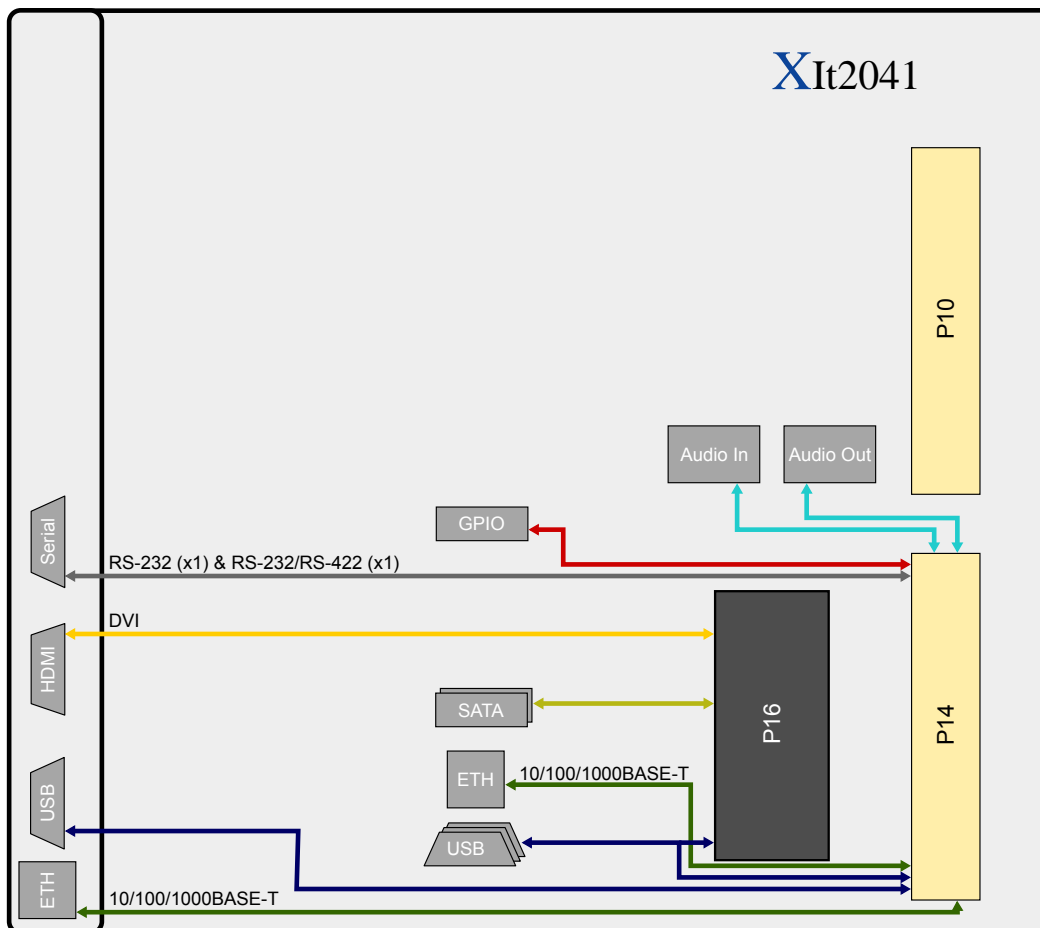 XIt2041
P10
Audio In
Audio Out
GPIO
Serial
RS-232 (x1) & RS-232/RS-422 (x1)
DVI
HDMI
SATA
P16
P14
ETH
10/100/1000BASE-T
USB
USB
ETH
10/100/1000BASE-T